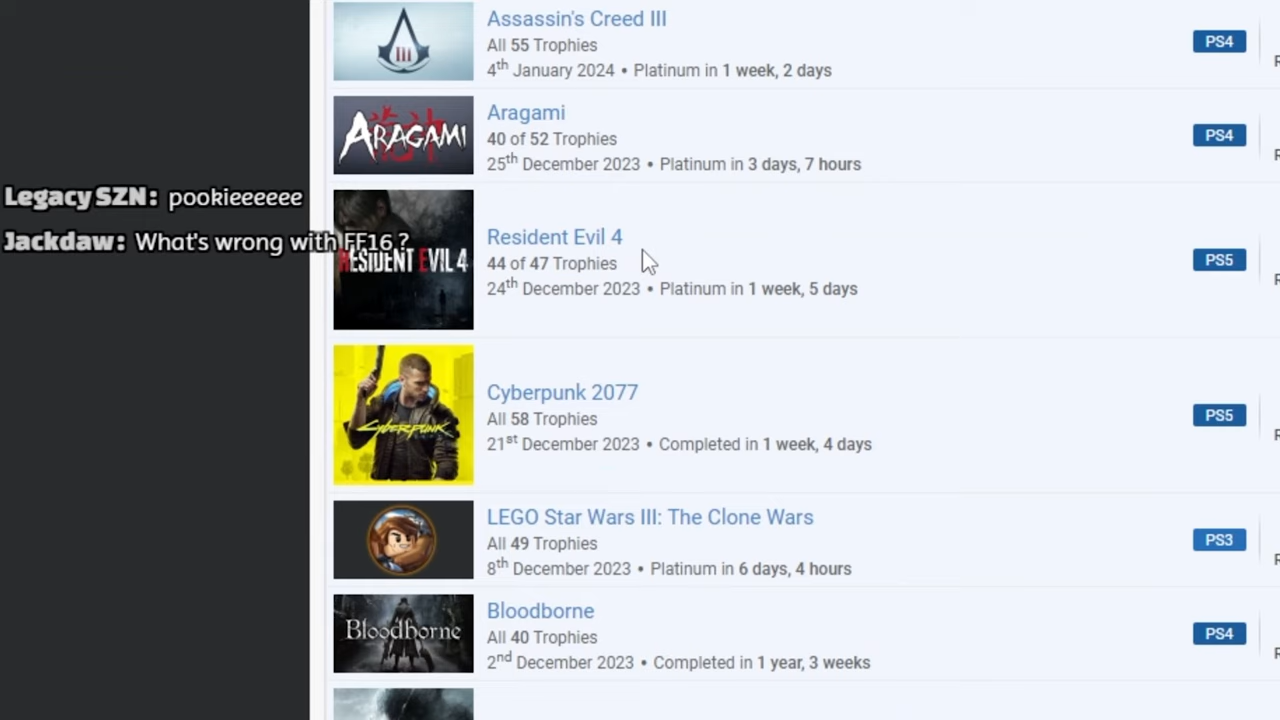 Assassin's Creed III
All 55 Trophies
4th January 2024 • Platinum in 1 week, 2 days
PS4
III
Aragami
40 of 52 Trophies
25th December 2023 • Platinum in 3 days, 7 hours
PS4
ARAGAMI
Legacy SZN: pookieeeeee
Jackdaw: What's wrong with FF16 ?
Resident Evil 4
44 of 47 Trophies
24th December 2023 • Platinum in 1 week, 5 days
PS5
RESIDENT EVIL 4
Cyberpunk 2077
All 58 Trophies
21st December 2023 • Completed in 1 week, 4 days
PS5
CYBERPUNK
LEGO Star Wars III: The Clone Wars
All 49 Trophies
8th December 2023 • Platinum in 6 days, 4 hours
PS3
Bloodborne
All 40 Trophies
2nd December 2023 • Completed in 1 year, 3 weeks
PS4
Bloodborne